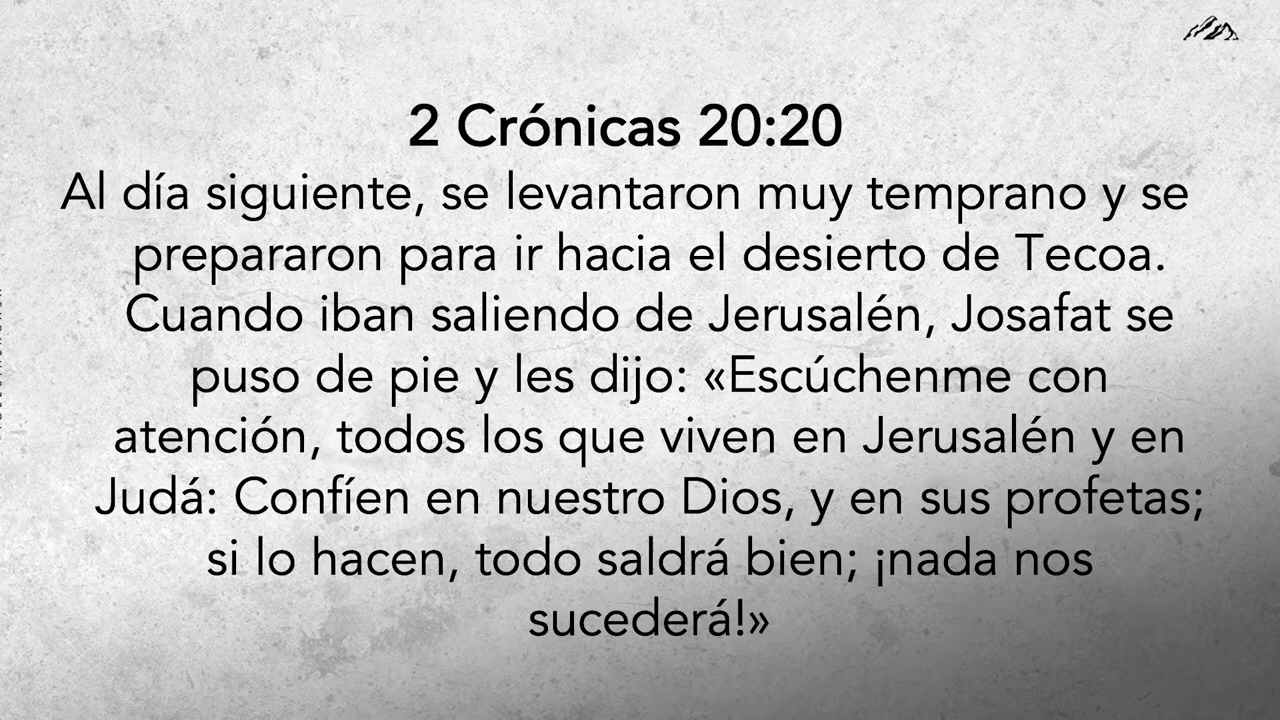 2 Crónicas 20:20
Al día siguiente, se levantaron muy temprano y se
prepararon para ir hacia el desierto de Tecoa.
Cuando iban saliendo de Jerusalén, Josafat se
puso de pie y les dijo: «Escúchenme con
atención, todos los que viven en Jerusalén y en
Judá: Confíen en nuestro Dios, y en sus profetas;
si lo hacen, todo saldrá bien; ¡nada nos
sucederá!»